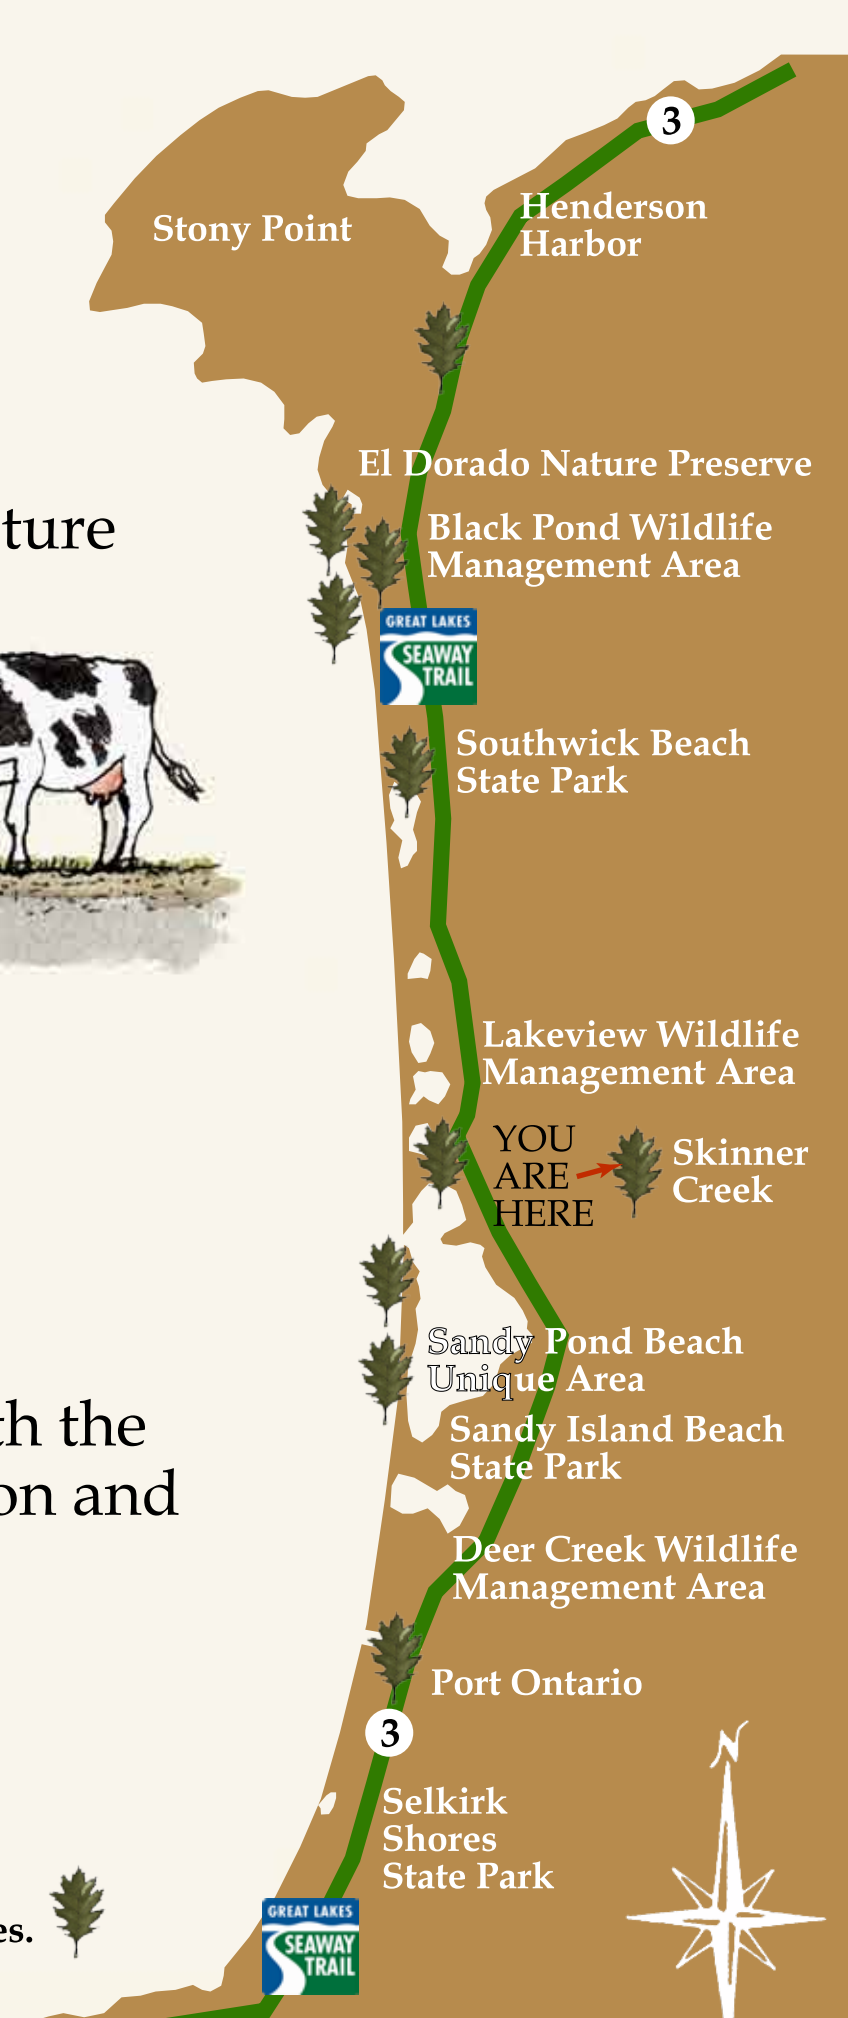 3
Henderson
Harbor
Stony Point
El Dorado Nature Preserve
ture
Black Pond Wildlife
Management Area
GREAT LAKES
SEAWAY
TRAIL
Southwick Beach
State Park
Lakeview Wildlife
Management Area
YOU
ARE
HERE
Skinner
Creek
Sandy Pond Beach
Unique Area
th the
on and
Sandy Island Beach
State Park
Deer Creek Wildlife
Management Area
Port Ontario
3
N
Selkirk
Shores
State Park
es.
GREAT LAKES
SEAWAY
TRAIL